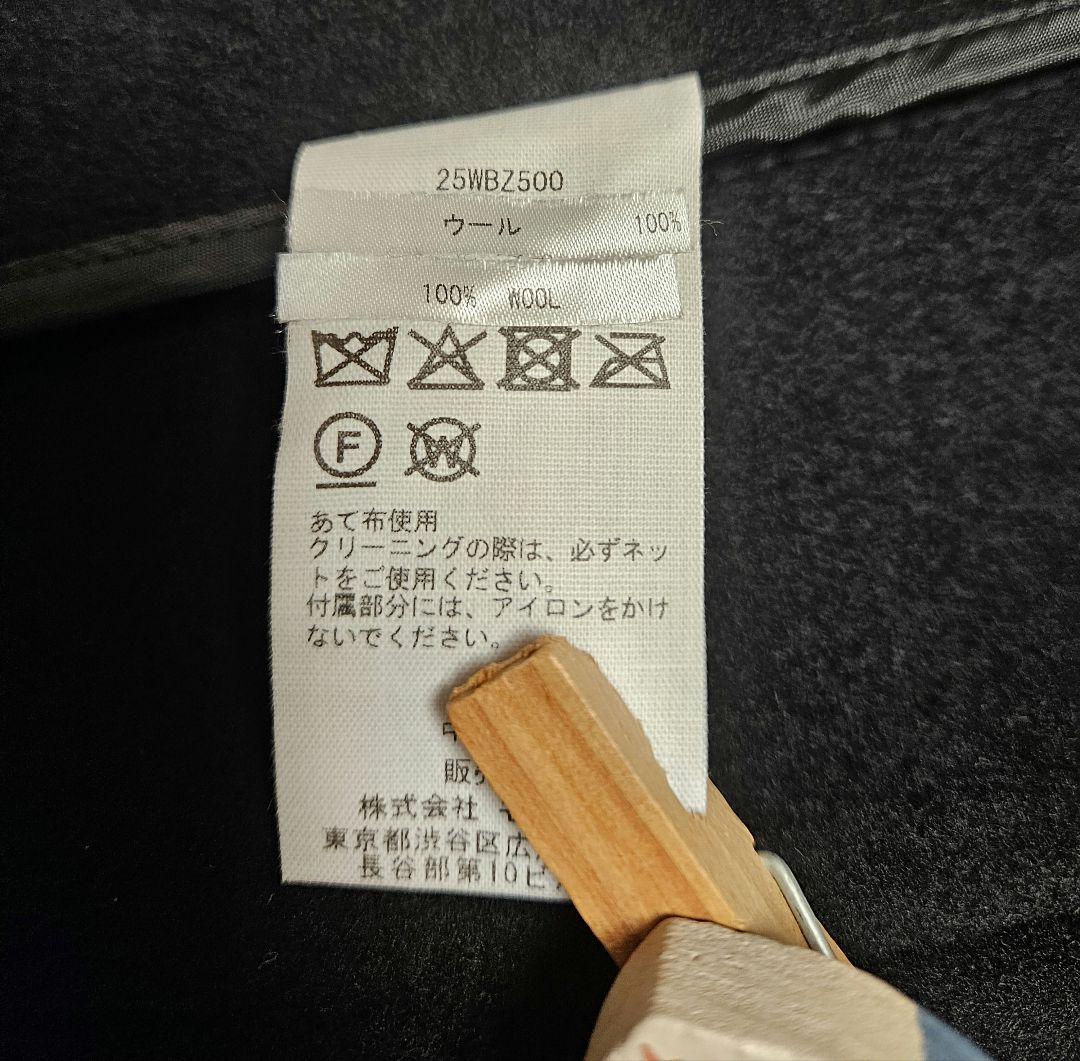 25WBZ500
ウール 100%
100% WOOL
F
W
あて布使用
クリーニングの際は、必ずネッ
トをご使用ください。
付属部分には、アイロンをかけ
ないでください。
株式会社
東京都渋谷区広
長谷部第10ビ